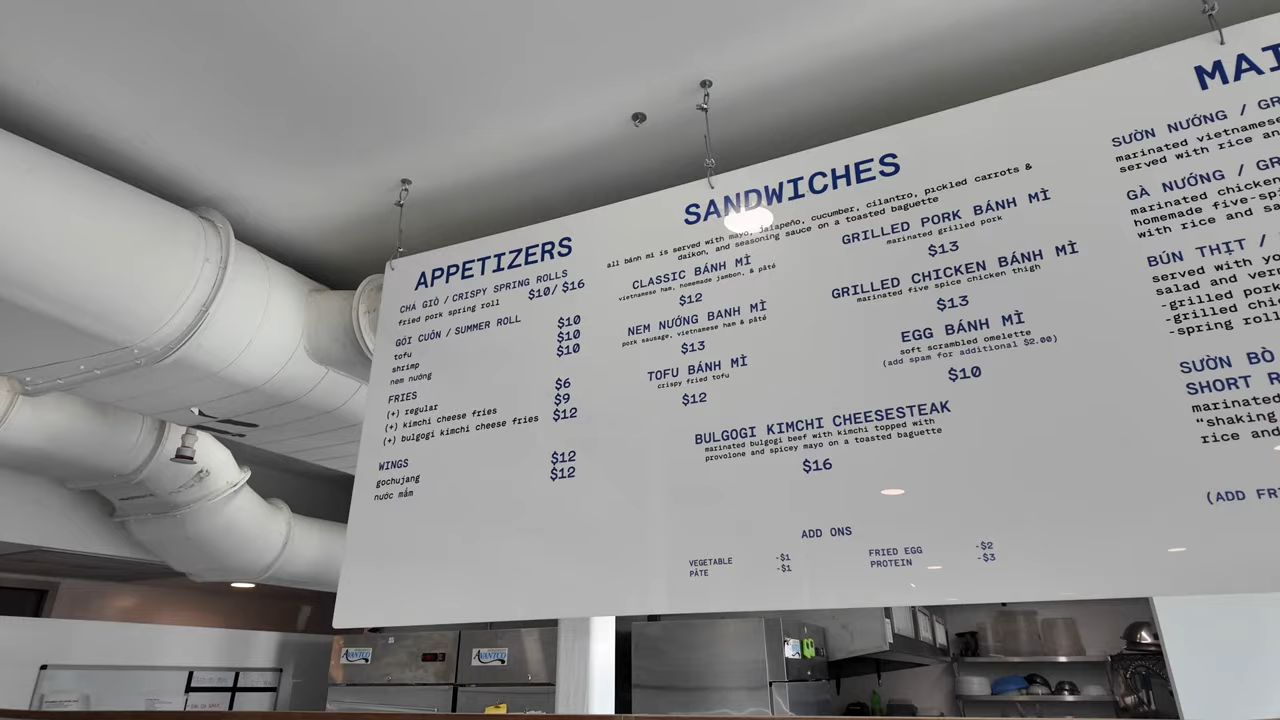 APPETIZERS
CHÁ GIÒ / CRISPY SPRING ROLLS
fried pork spring roll $10/ $16
GÓI CUỐN / SUMMER ROLL
tofu $10
shrimp $10
nem nướng $10
FRIES
(+) regular $6
(+) kimchi cheese fries $9
(+) bulgogi kimchi cheese fries $12
WINGS
gochujang $12
nước mắm $12
SANDWICHES
all bánh mì is served with mayo, jalapeño, cucumber, cilantro, pickled carrots &
daikon, and seasoning sauce on a toasted baguette
CLASSIC BÁNH MÌ
vietnamese ham, homemade jambon, & pâté
$12
NEM NƯỚNG BÁNH MÌ
pork sausage, vietnamese ham & pâté
$13
TOFU BÁNH MÌ
crispy fried tofu
$12
GRILLED PORK BÁNH MÌ
marinated grilled pork
$13
GRILLED CHICKEN BÁNH MÌ
marinated five spice chicken thigh
$13
EGG BÁNH MÌ
soft scrambled omelette
(add spam for additional $2.00)
$10
BULGOGI KIMCHI CHEESESTEAK
marinated bulgogi beef with kimchi topped with
provolone and spicey mayo on a toasted baguette
$16
ADD ONS
VEGETABLE -$1
PÂTE -$1
FRIED EGG -$2
PROTEIN -$3
MAI
SƯỜN NƯỚNG / GR
marinated vietnamese
served with rice an
GÀ NƯỚNG / GR
marinated chicken
homemade five-sp
with rice and sa
BÚN THỊT /
served with yo
salad and verm
-grilled pork
-grilled chi
-spring roll
SƯỜN BÒ
SHORT R
marinated
"shaking
rice and
(ADD FR
AVANTCO
AVANTCO